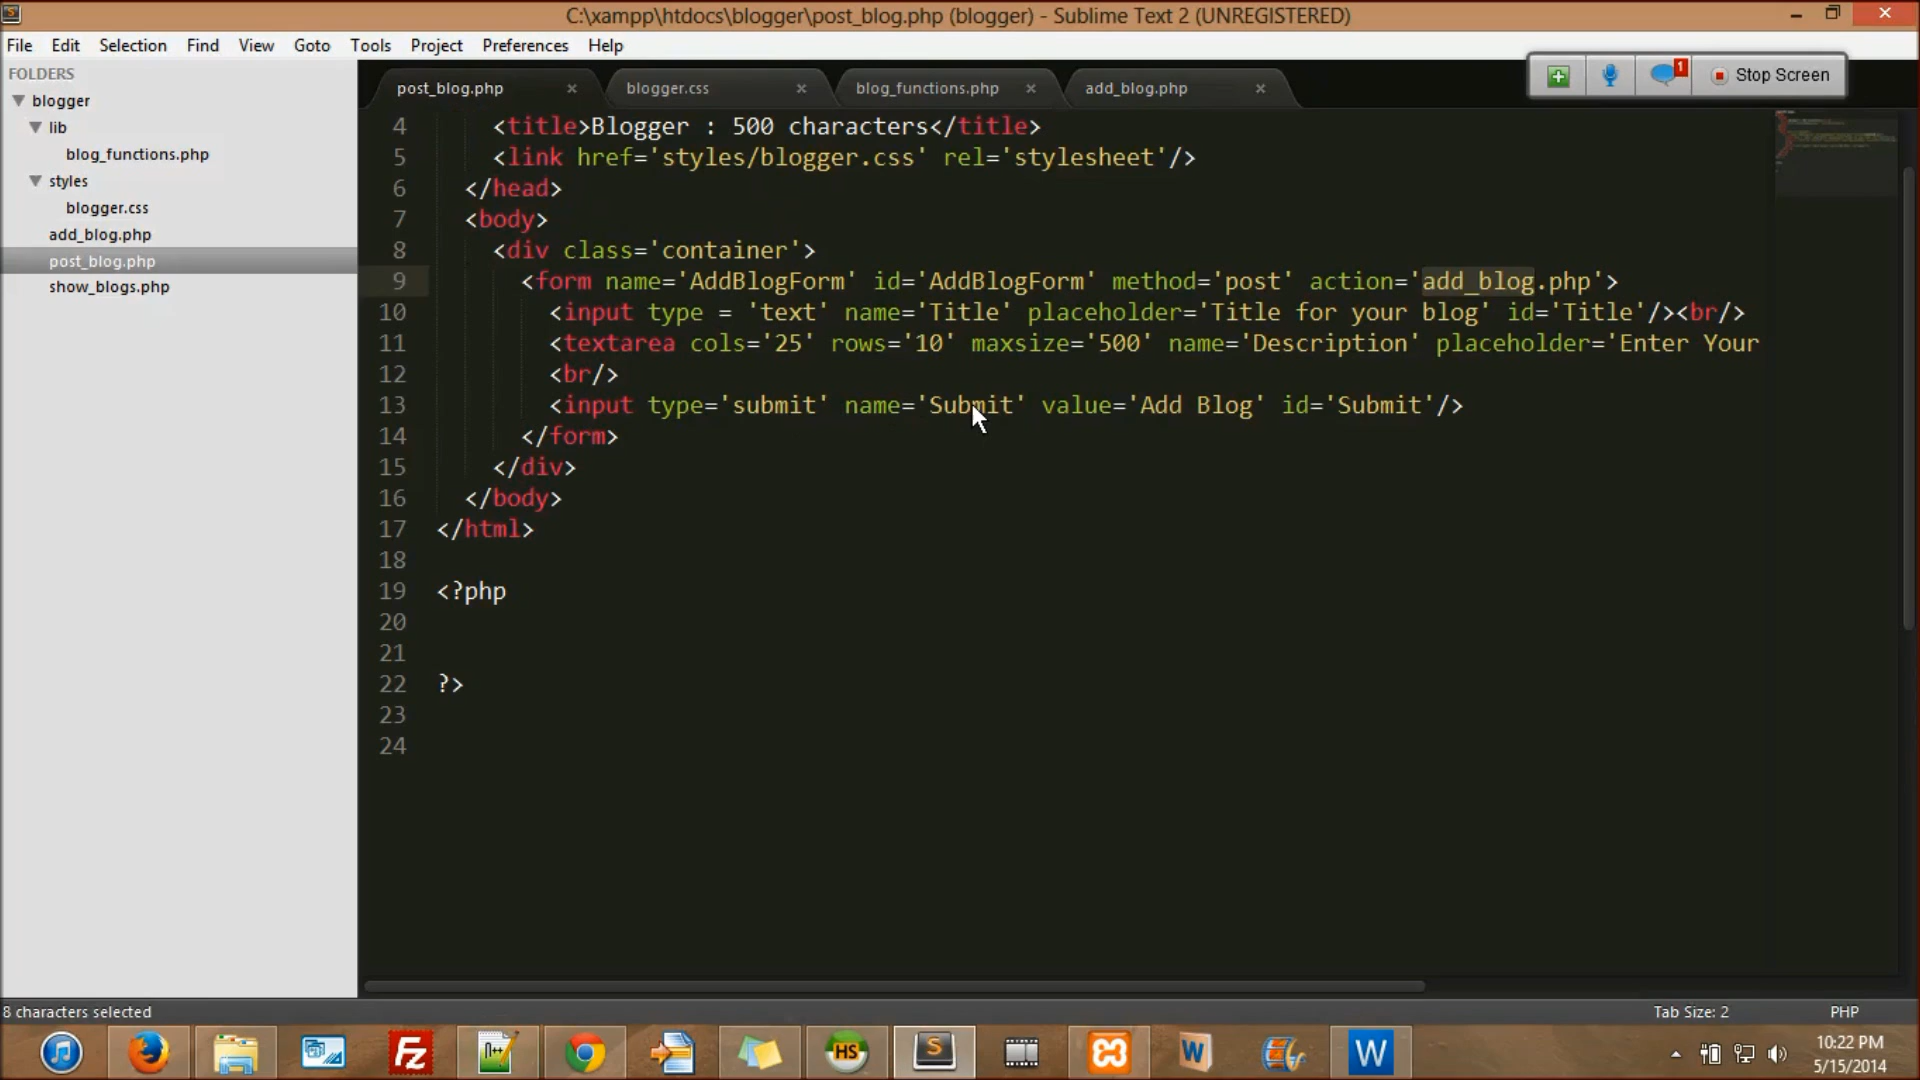 C:\xampp\htdocs\blogger\post_blog.php (blogger) - Sublime Text 2 (UNREGISTERED)
File Edit Selection Find View Goto Tools Project Preferences Help
FOLDERS
blogger
lib
blog_functions.php
styles
blogger.css
add_blog.php
post_blog.php
show_blogs.php
post_blog.php × blogger.css × blog_functions.php × add_blog.php ×
1 Stop Screen
4 <title>Blogger : 500 characters</title>
5 <link href='styles/blogger.css' rel='stylesheet'/>
6 </head>
7 <body>
8 <div class='container'>
9 <form name='AddBlogForm' id='AddBlogForm' method='post' action='add_blog.php'>
10 <input type = 'text' name='Title' placeholder='Title for your blog' id='Title'/><br/>
11 <textarea cols='25' rows='10' maxsize='500' name='Description' placeholder='Enter Your
12 <br/>
13 <input type='submit' name='Submit' value='Add Blog' id='Submit'/>
14 </form>
15 </div>
16 </body>
17 </html>
18
19 <?php
20
21
22 ?>
23
24
8 characters selected Tab Size: 2 PHP
Fz n++ HS S W W
10:22 PM
5/15/2014